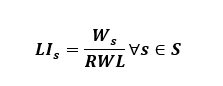 LI_s = W_s / RWL ∀s ∈ S